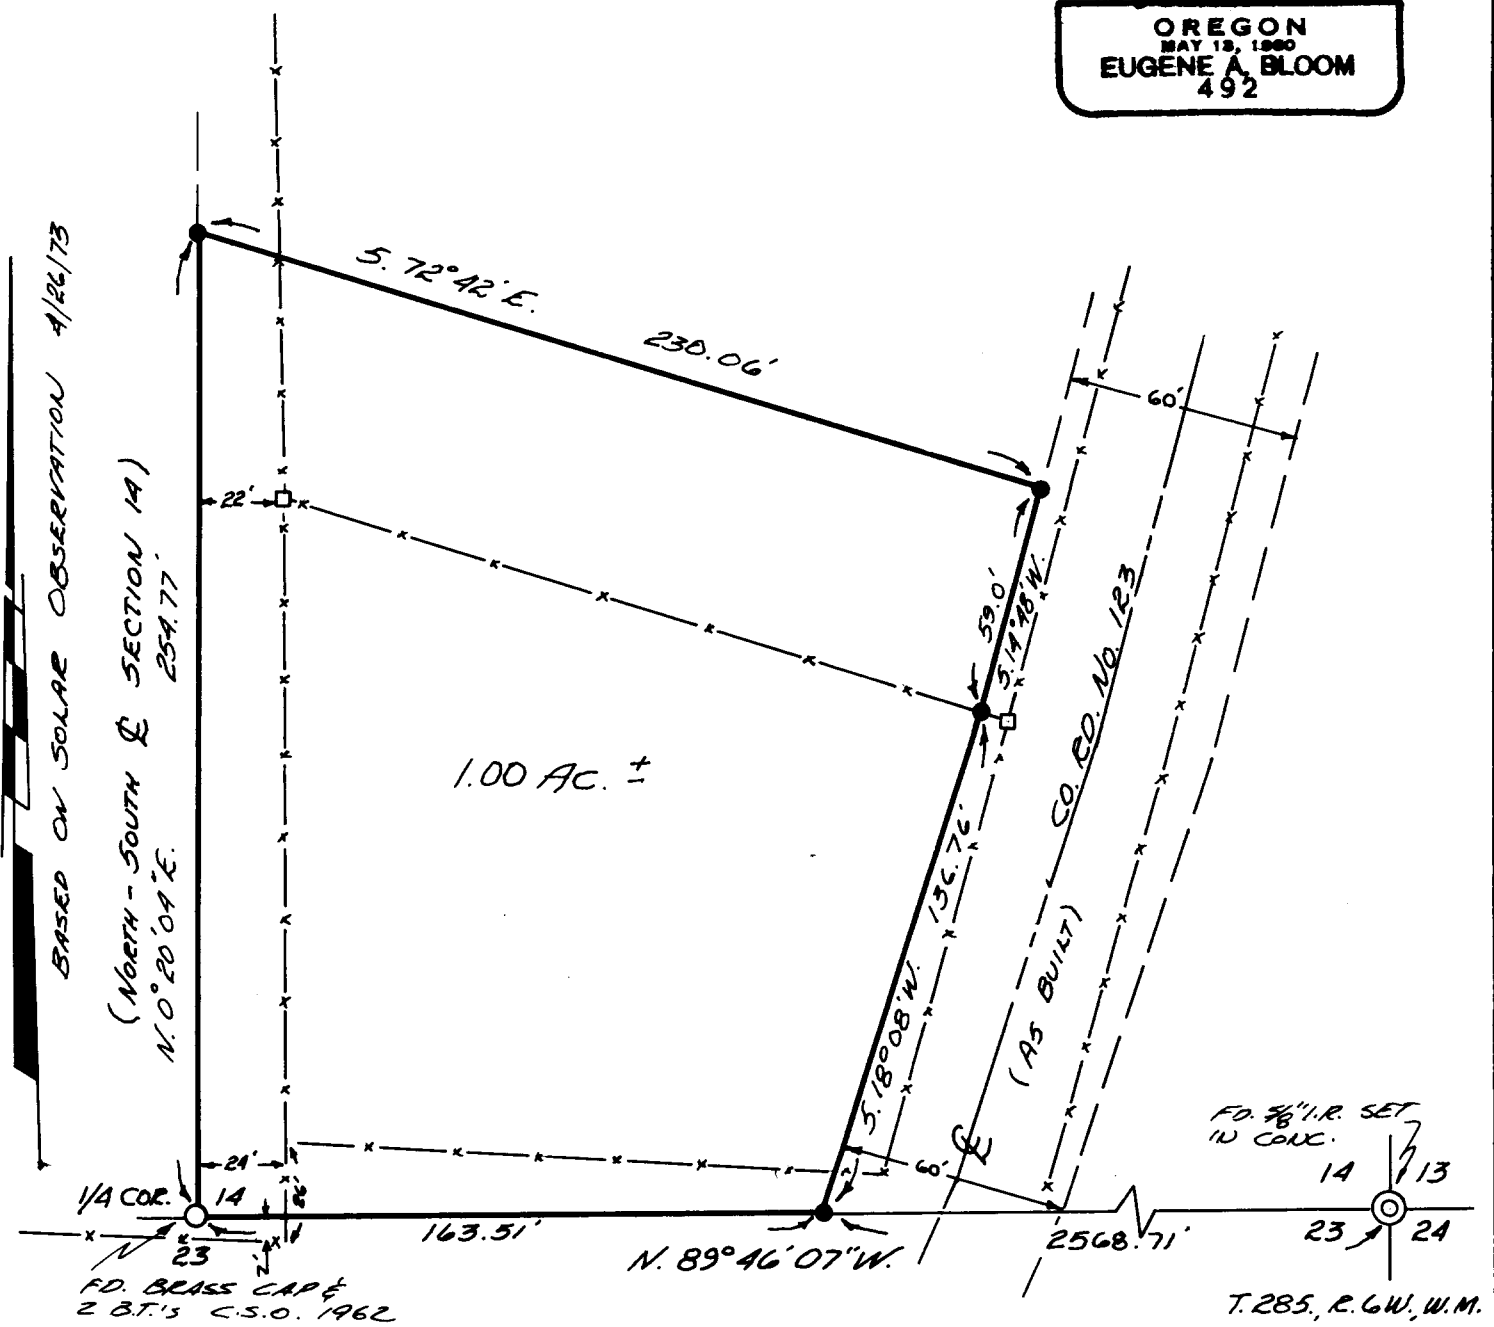 OREGON
MAY 13, 1960
EUGENE A. BLOOM
492
BASED ON SOLAR OBSERVATION 4/26/73
(NORTH-SOUTH ℄ SECTION 14)
N. 0° 20' 04" E. 254.77'
S. 72° 42' E.
230.06'
60'
22'
59.0'
S. 14° 48' W.
CO. RD. NO. 123
1.00 AC. ±
136.76'
S. 18° 08' W.
(AS BUILT)
℄
FD. 5/8" I.R. SET
IN CONC.
24'
26'
60'
1/4 COR. 14
14 13
163.51'
2568.71'
23
2'
23 24
N. 89° 46' 07" W.
FD. BRASS CAP &
2 B.T.'s C.S.O. 1962
T. 28S., R. 6W., W.M.